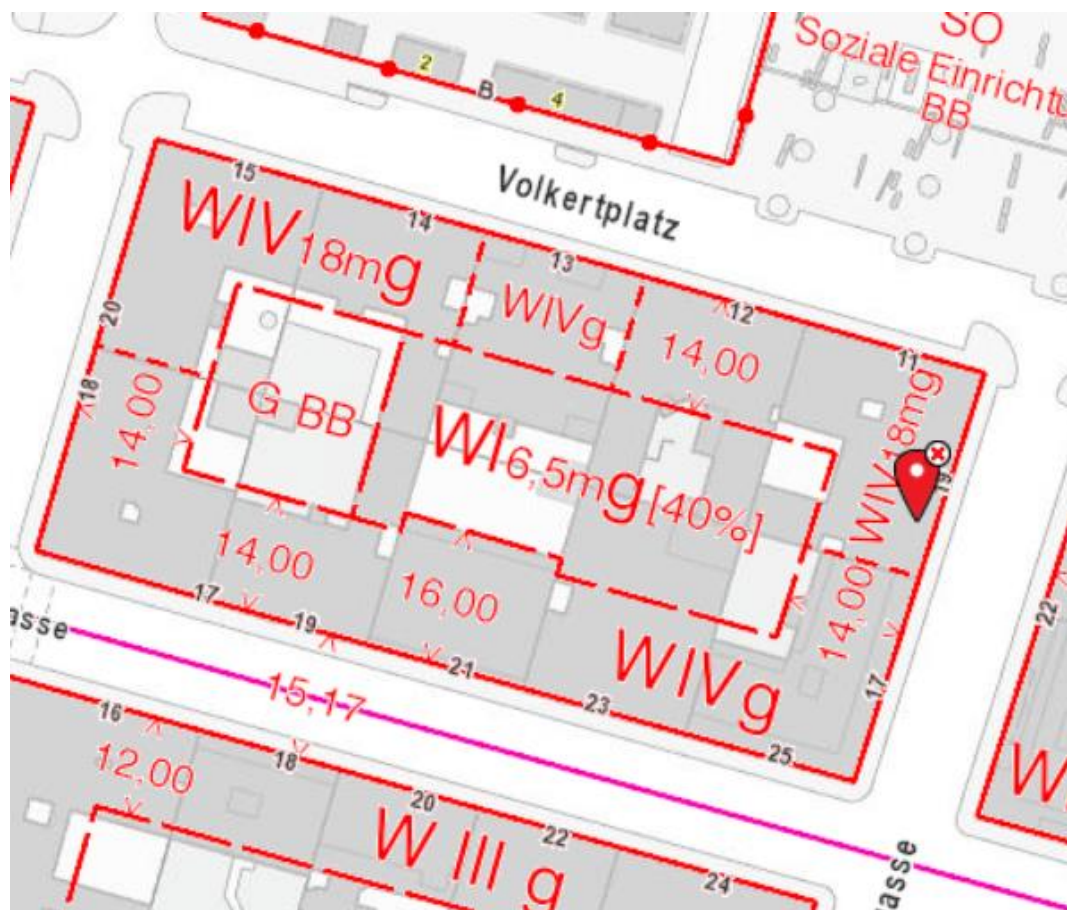 SO
Soziale Einrichtu
BB
2
4
B
Volkertplatz
15
14
13
12
11
WIV18mg
WIVg
14,00
20
18
14,00
G BB
WI6,5mg[40%]
WIV18mg
19
14,00
14,00
16,00
WIVg
17
17
19
21
23
25
22
asse
15,17
16
18
20
22
24
12,00
W III g
W
asse